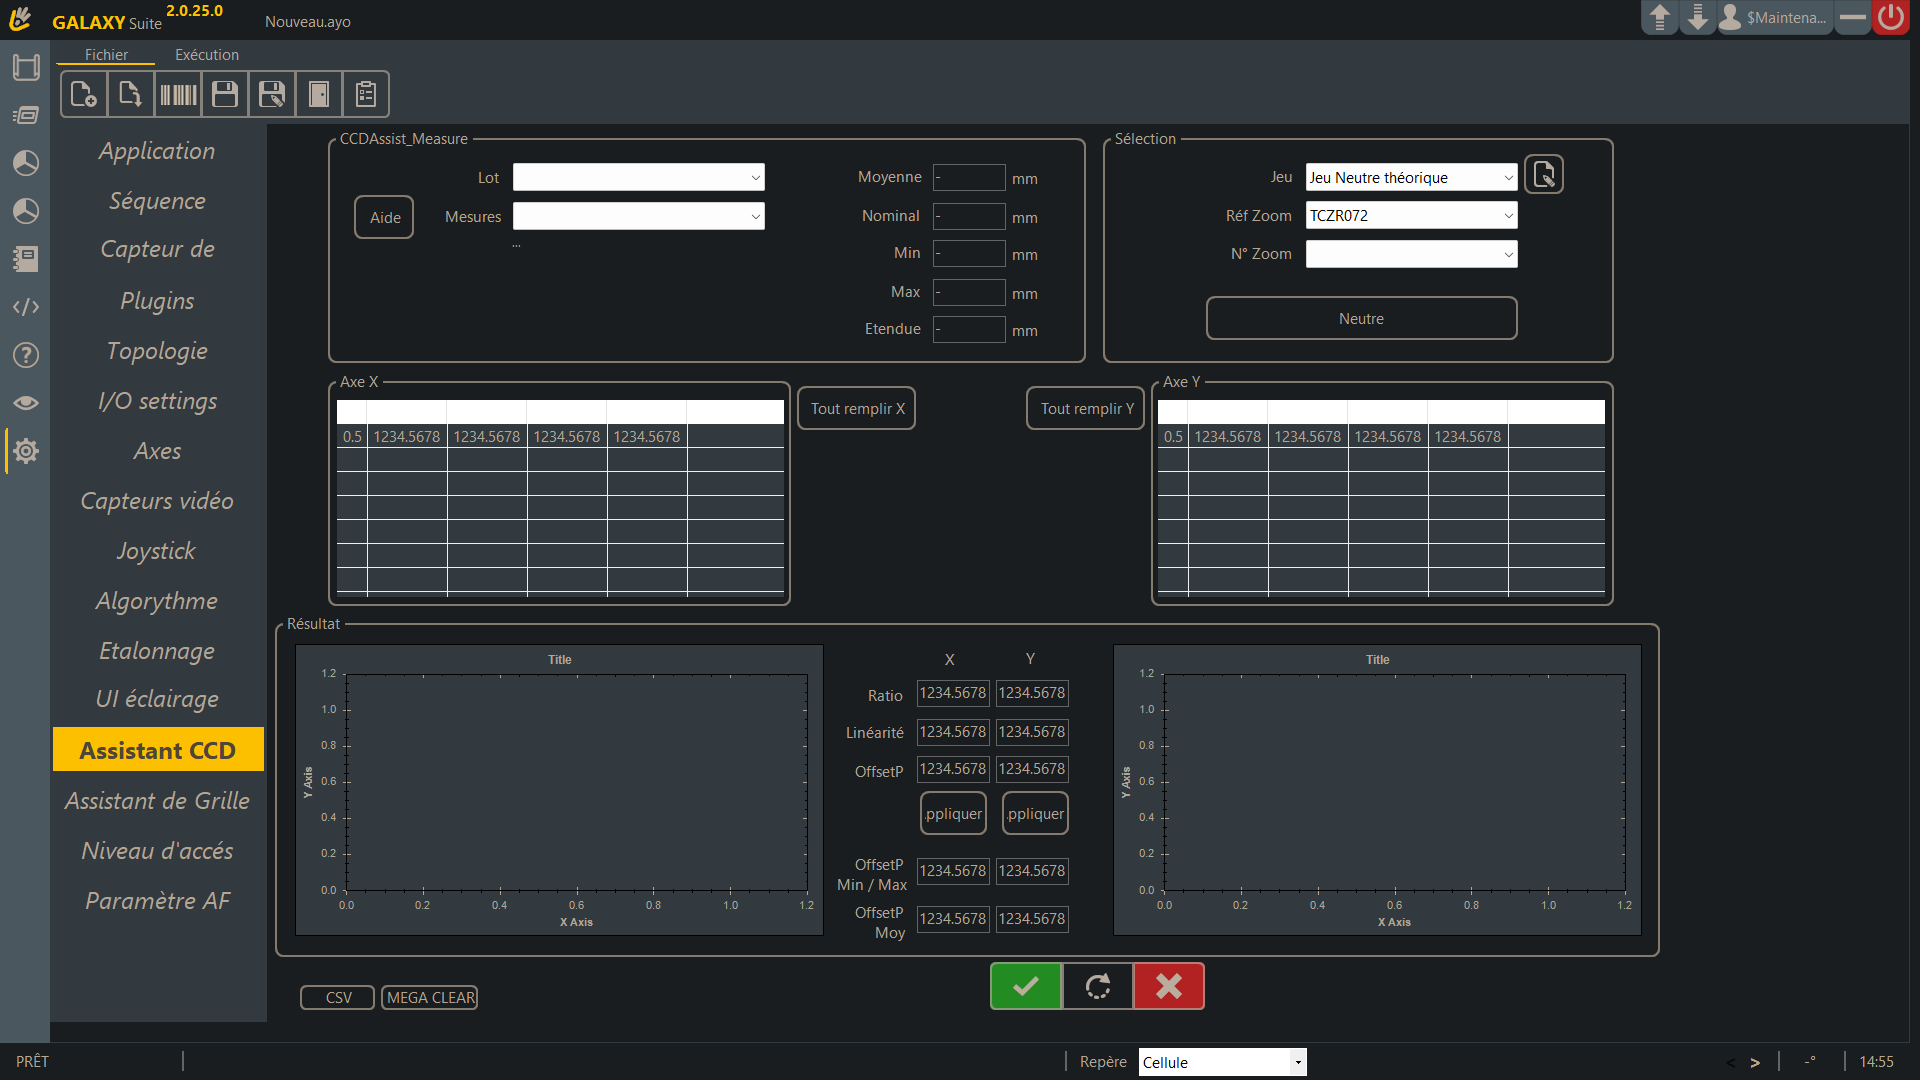 GALAXY Suite 2.0.25.0
Nouveau.ayo
$Maintena...
Fichier
Exécution
Application
Séquence
Capteur de
Plugins
Topologie
I/O settings
Axes
Capteurs vidéo
Joystick
Algorythme
Etalonnage
UI éclairage
Assistant CCD
Assistant de Grille
Niveau d'accés
Paramètre AF
CCDAssist_Measure
Aide
Lot
Mesures
...
Moyenne - mm
Nominal - mm
Min - mm
Max - mm
Etendue - mm
Sélection
Jeu Jeu Neutre théorique
Réf Zoom TCZR072
N° Zoom
Neutre
Axe X
0.5 1234.5678 1234.5678 1234.5678 1234.5678
Tout remplir X
Tout remplir Y
Axe Y
0.5 1234.5678 1234.5678 1234.5678 1234.5678
Résultat
Title
1.2
1.0
0.8
0.6
0.4
0.2
0.0
Y Axis
0.0 0.2 0.4 0.6 0.8 1.0 1.2
X Axis
X Y
Ratio 1234.5678 1234.5678
Linéarité 1234.5678 1234.5678
OffsetP 1234.5678 1234.5678
ppliquer ppliquer
OffsetP
Min / Max 1234.5678 1234.5678
OffsetP
Moy 1234.5678 1234.5678
Title
1.2
1.0
0.8
0.6
0.4
0.2
0.0
Y Axis
0.0 0.2 0.4 0.6 0.8 1.0 1.2
X Axis
CSV
MEGA CLEAR
PRÊT
Repère Cellule
< >
-°
14:55